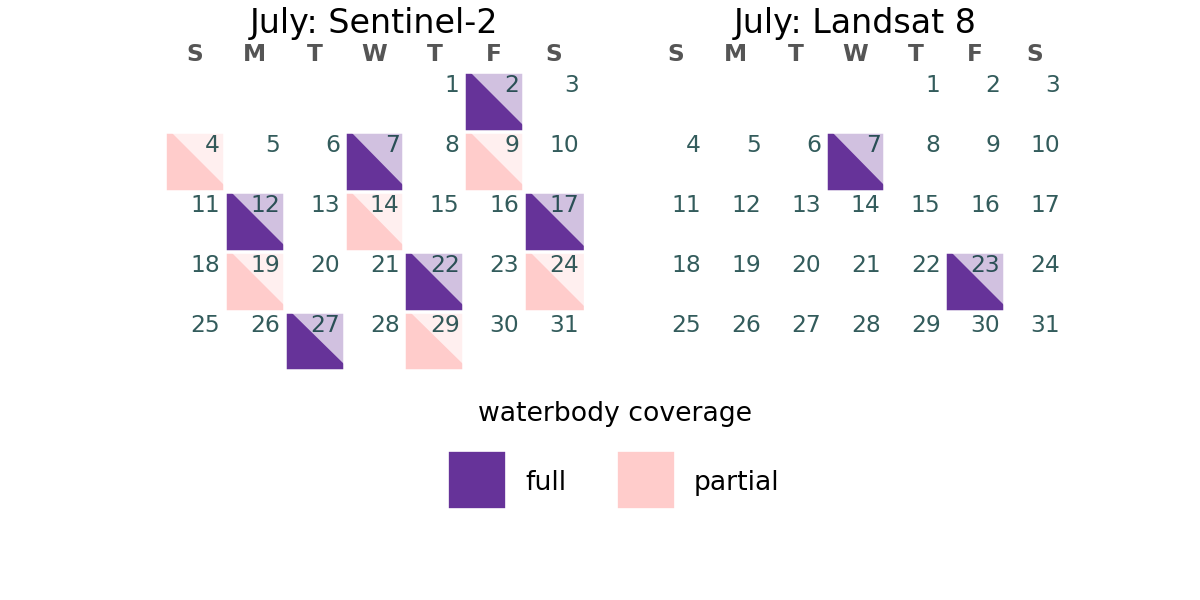 July: Sentinel-2
S M T W T F S
1 2 3
4 5 6 7 8 9 10
11 12 13 14 15 16 17
18 19 20 21 22 23 24
25 26 27 28 29 30 31
July: Landsat 8
S M T W T F S
1 2 3
4 5 6 7 8 9 10
11 12 13 14 15 16 17
18 19 20 21 22 23 24
25 26 27 28 29 30 31
waterbody coverage
full partial